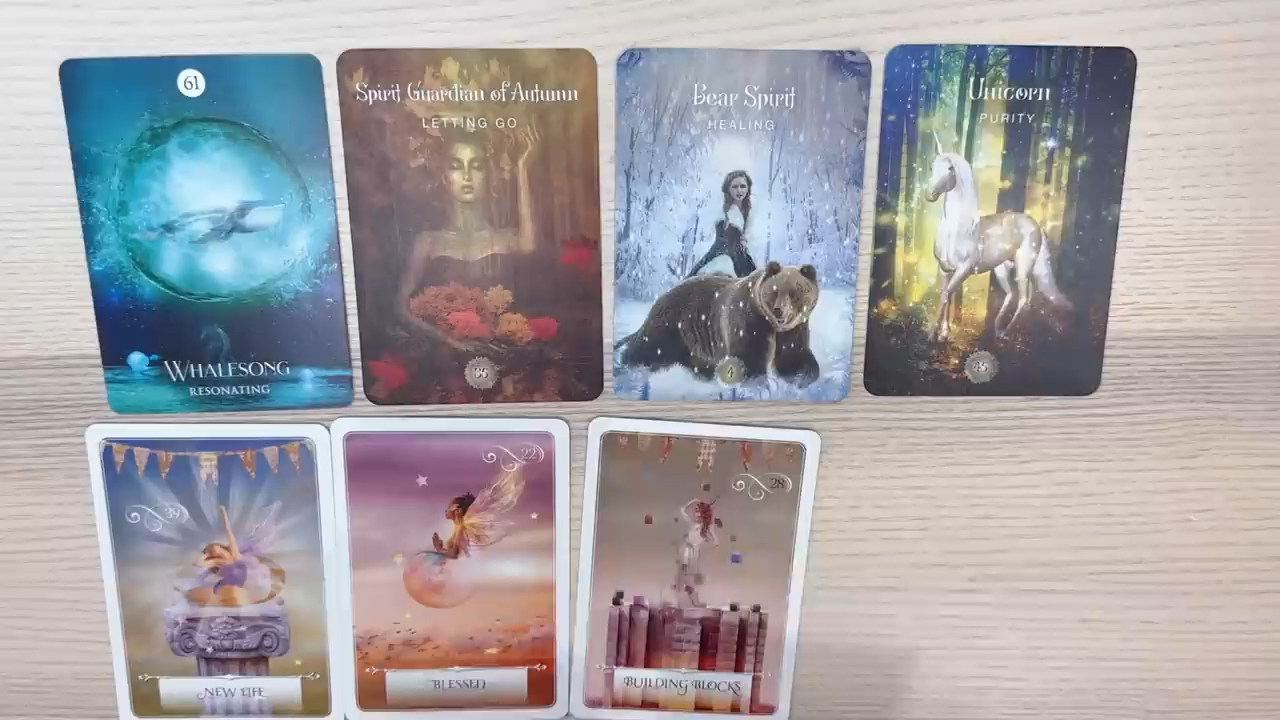 61
WHALESONG
RESONATING
Spirit Guardian of Autumn
LETTING GO
Bear Spirit
HEALING
4
Unicorn
PURITY
39
NEW LIFE
22
BLESSED
28
BUILDING BLOCKS